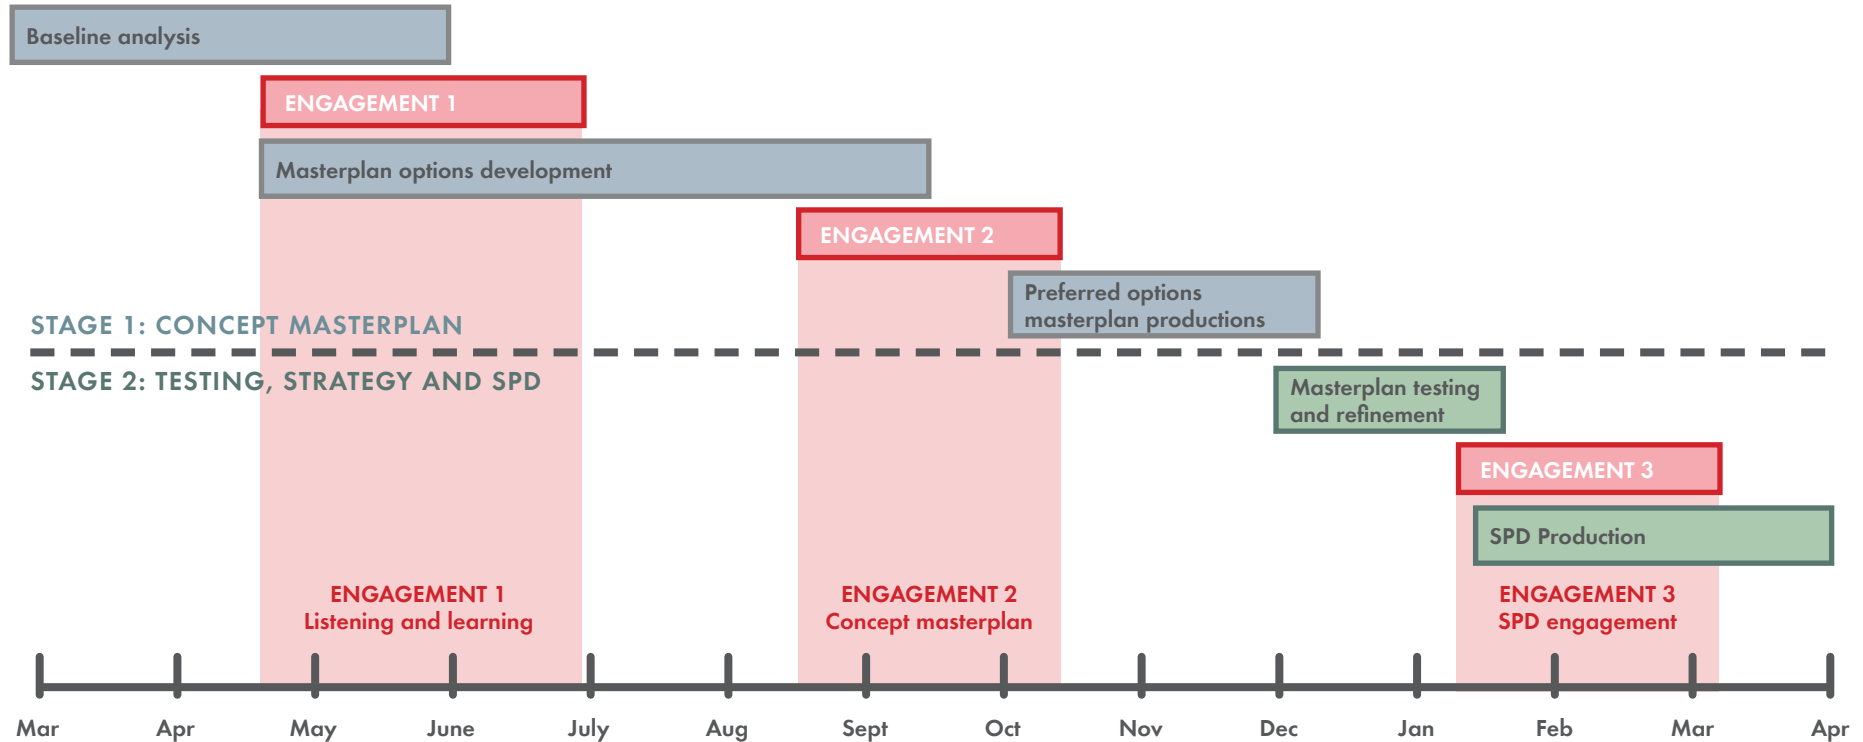 Baseline analysis
ENGAGEMENT 1
Masterplan options development
ENGAGEMENT 2
Preferred options
masterplan productions
STAGE 1: CONCEPT MASTERPLAN
STAGE 2: TESTING, STRATEGY AND SPD
Masterplan testing
and refinement
ENGAGEMENT 3
SPD Production
ENGAGEMENT 1
Listening and learning
ENGAGEMENT 2
Concept masterplan
ENGAGEMENT 3
SPD engagement
Mar Apr May June July Aug Sept Oct Nov Dec Jan Feb Mar Apr